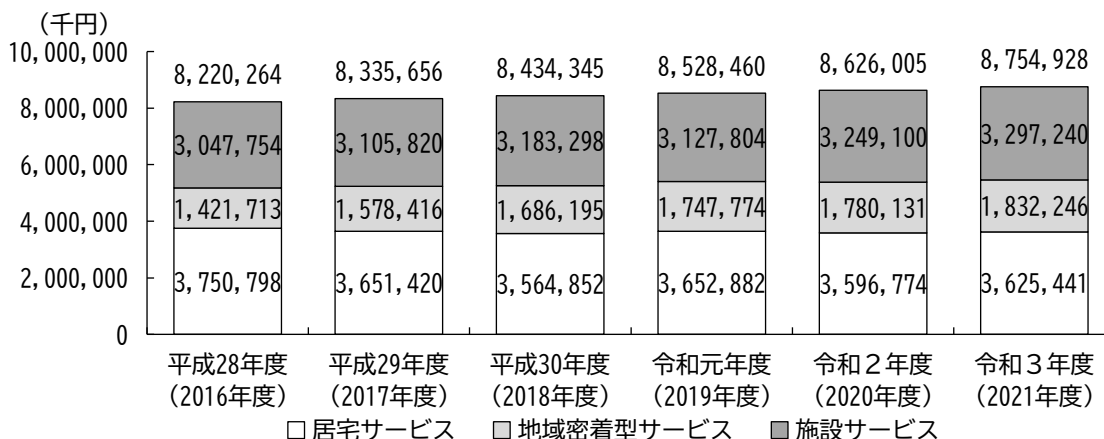 （千円）
10,000,000
8,000,000
6,000,000
4,000,000
2,000,000
0
8,220,264 8,335,656 8,434,345 8,528,460 8,626,005 8,754,928
3,047,754 3,105,820 3,183,298 3,127,804 3,249,100 3,297,240
1,421,713 1,578,416 1,686,195 1,747,774 1,780,131 1,832,246
3,750,798 3,651,420 3,564,852 3,652,882 3,596,774 3,625,441
平成28年度 平成29年度 平成30年度 令和元年度 令和２年度 令和３年度
（2016年度） （2017年度） （2018年度） （2019年度） （2020年度） （2021年度）
居宅サービス 地域密着型サービス 施設サービス